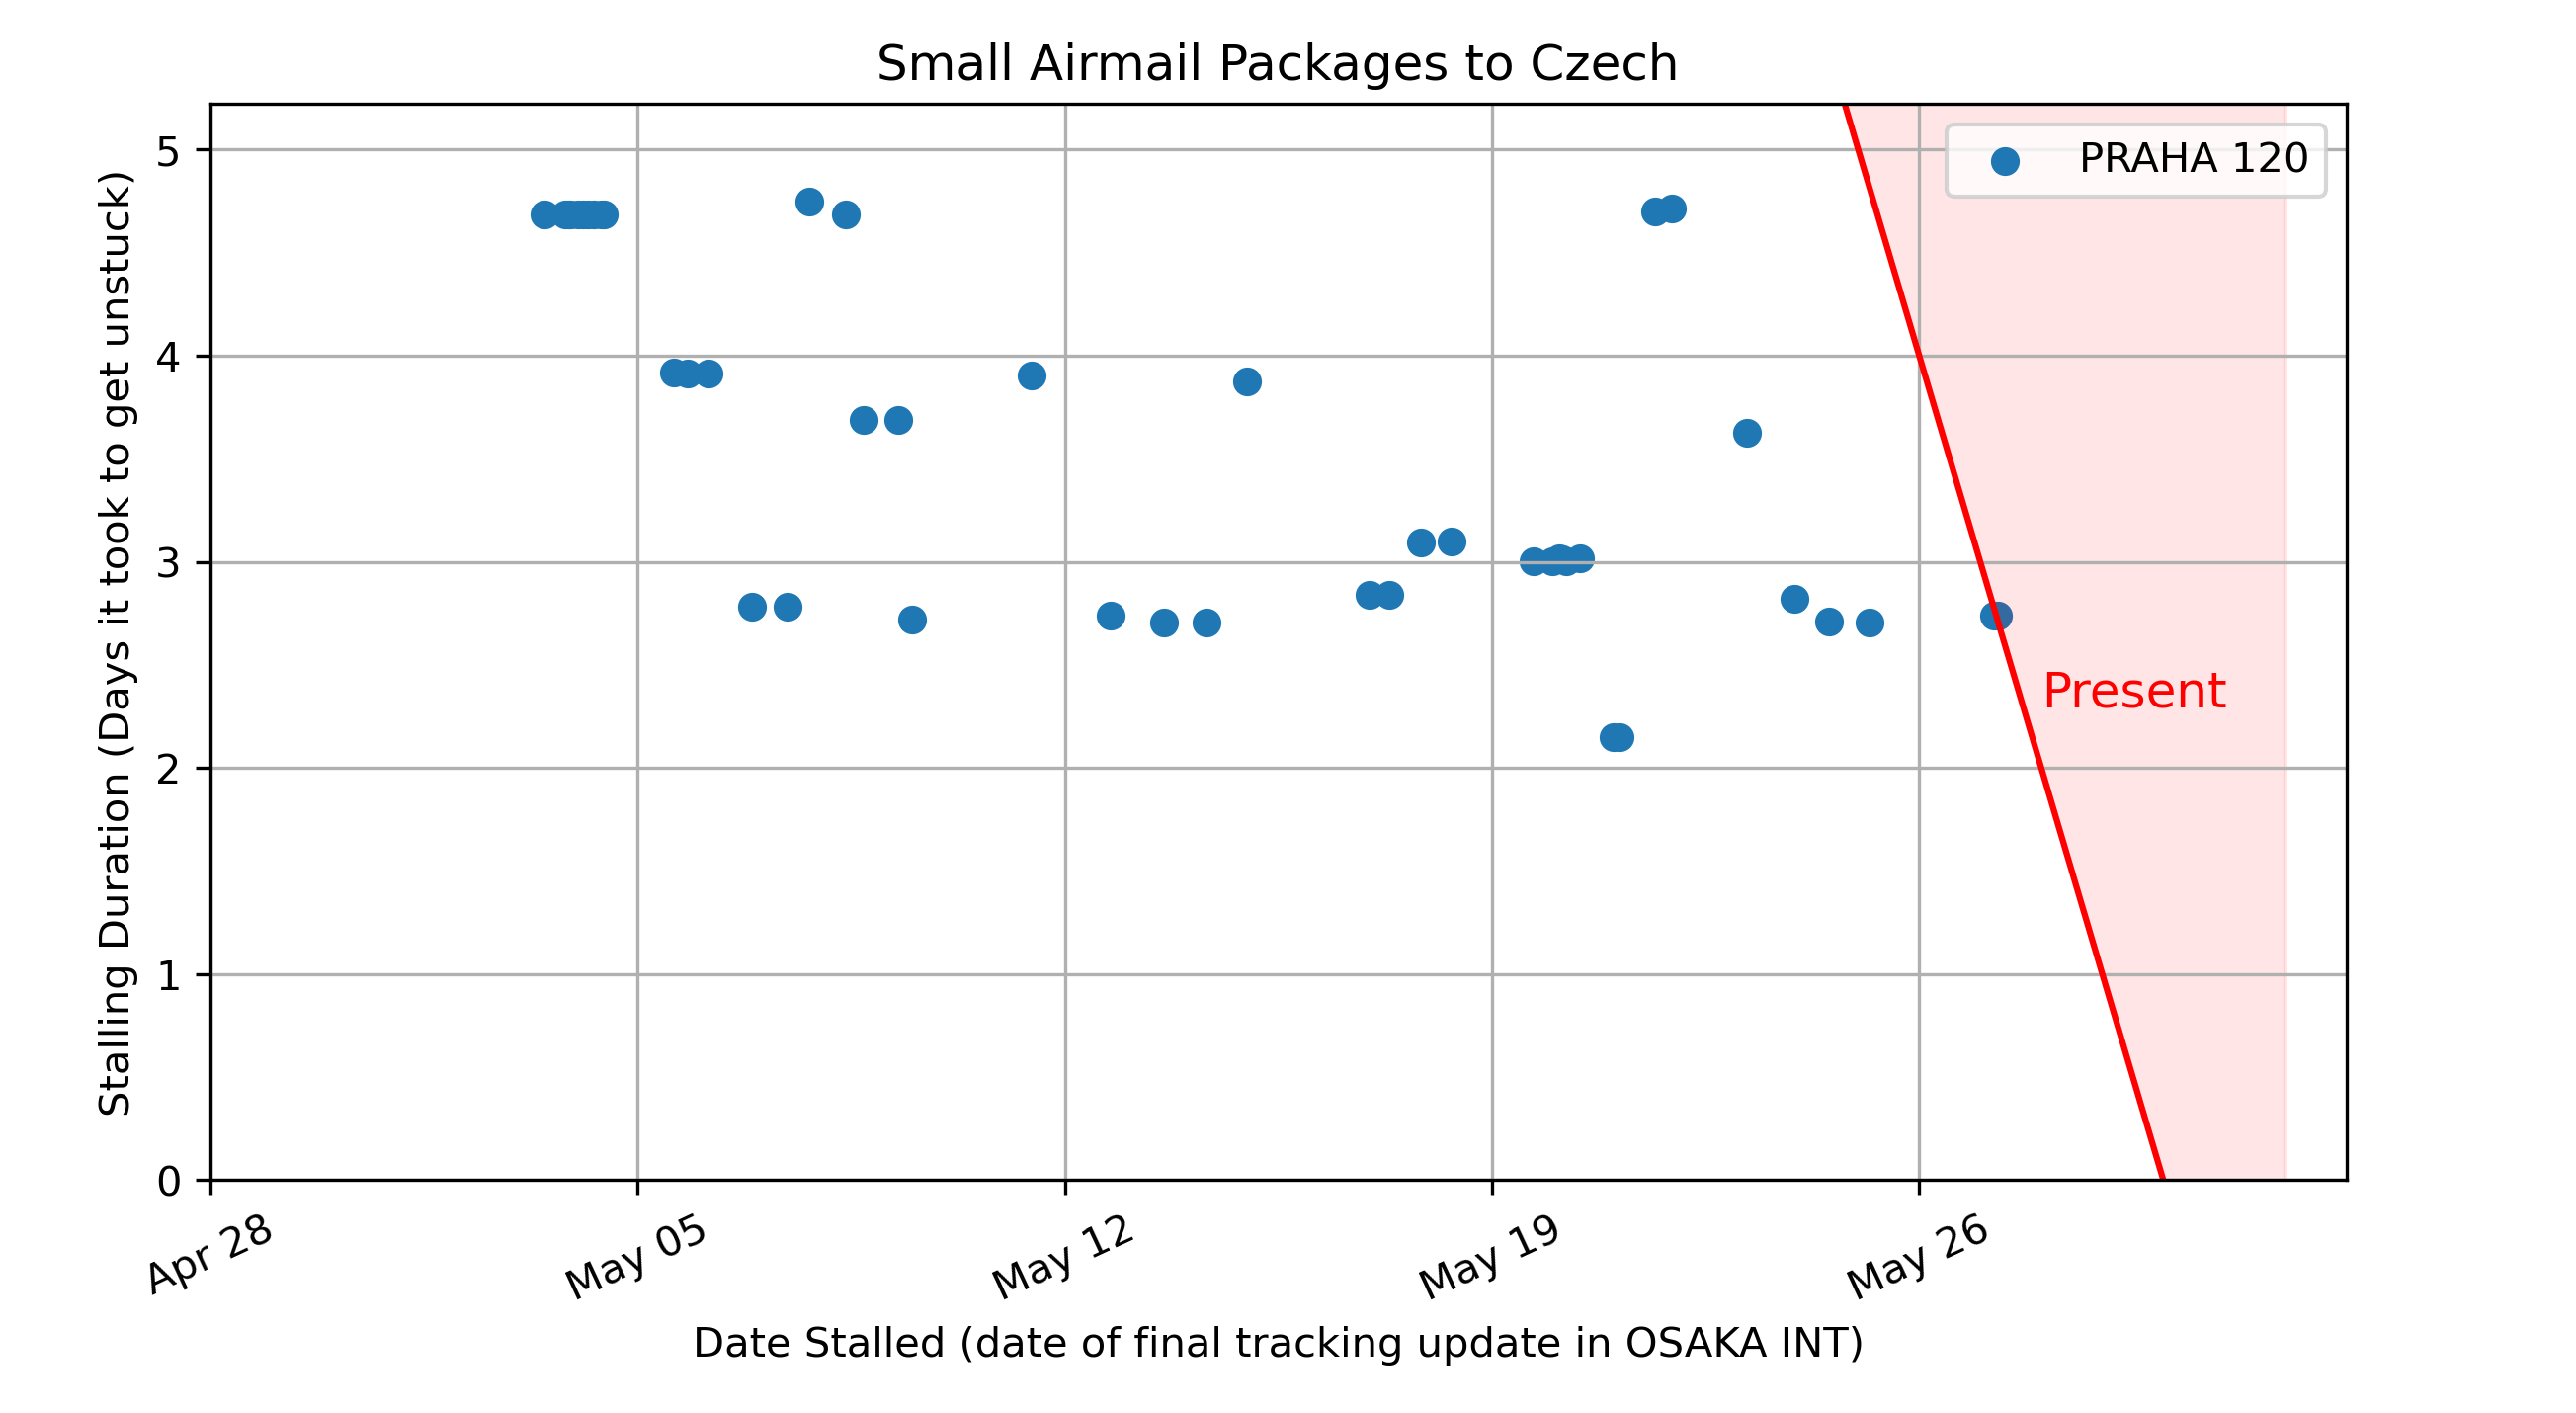 Small Airmail Packages to Czech
Stalling Duration (Days it took to get unstuck)
5
4
3
2
1
0
PRAHA 120
Present
Apr 28
May 05
May 12
May 19
May 26
Date Stalled (date of final tracking update in OSAKA INT)